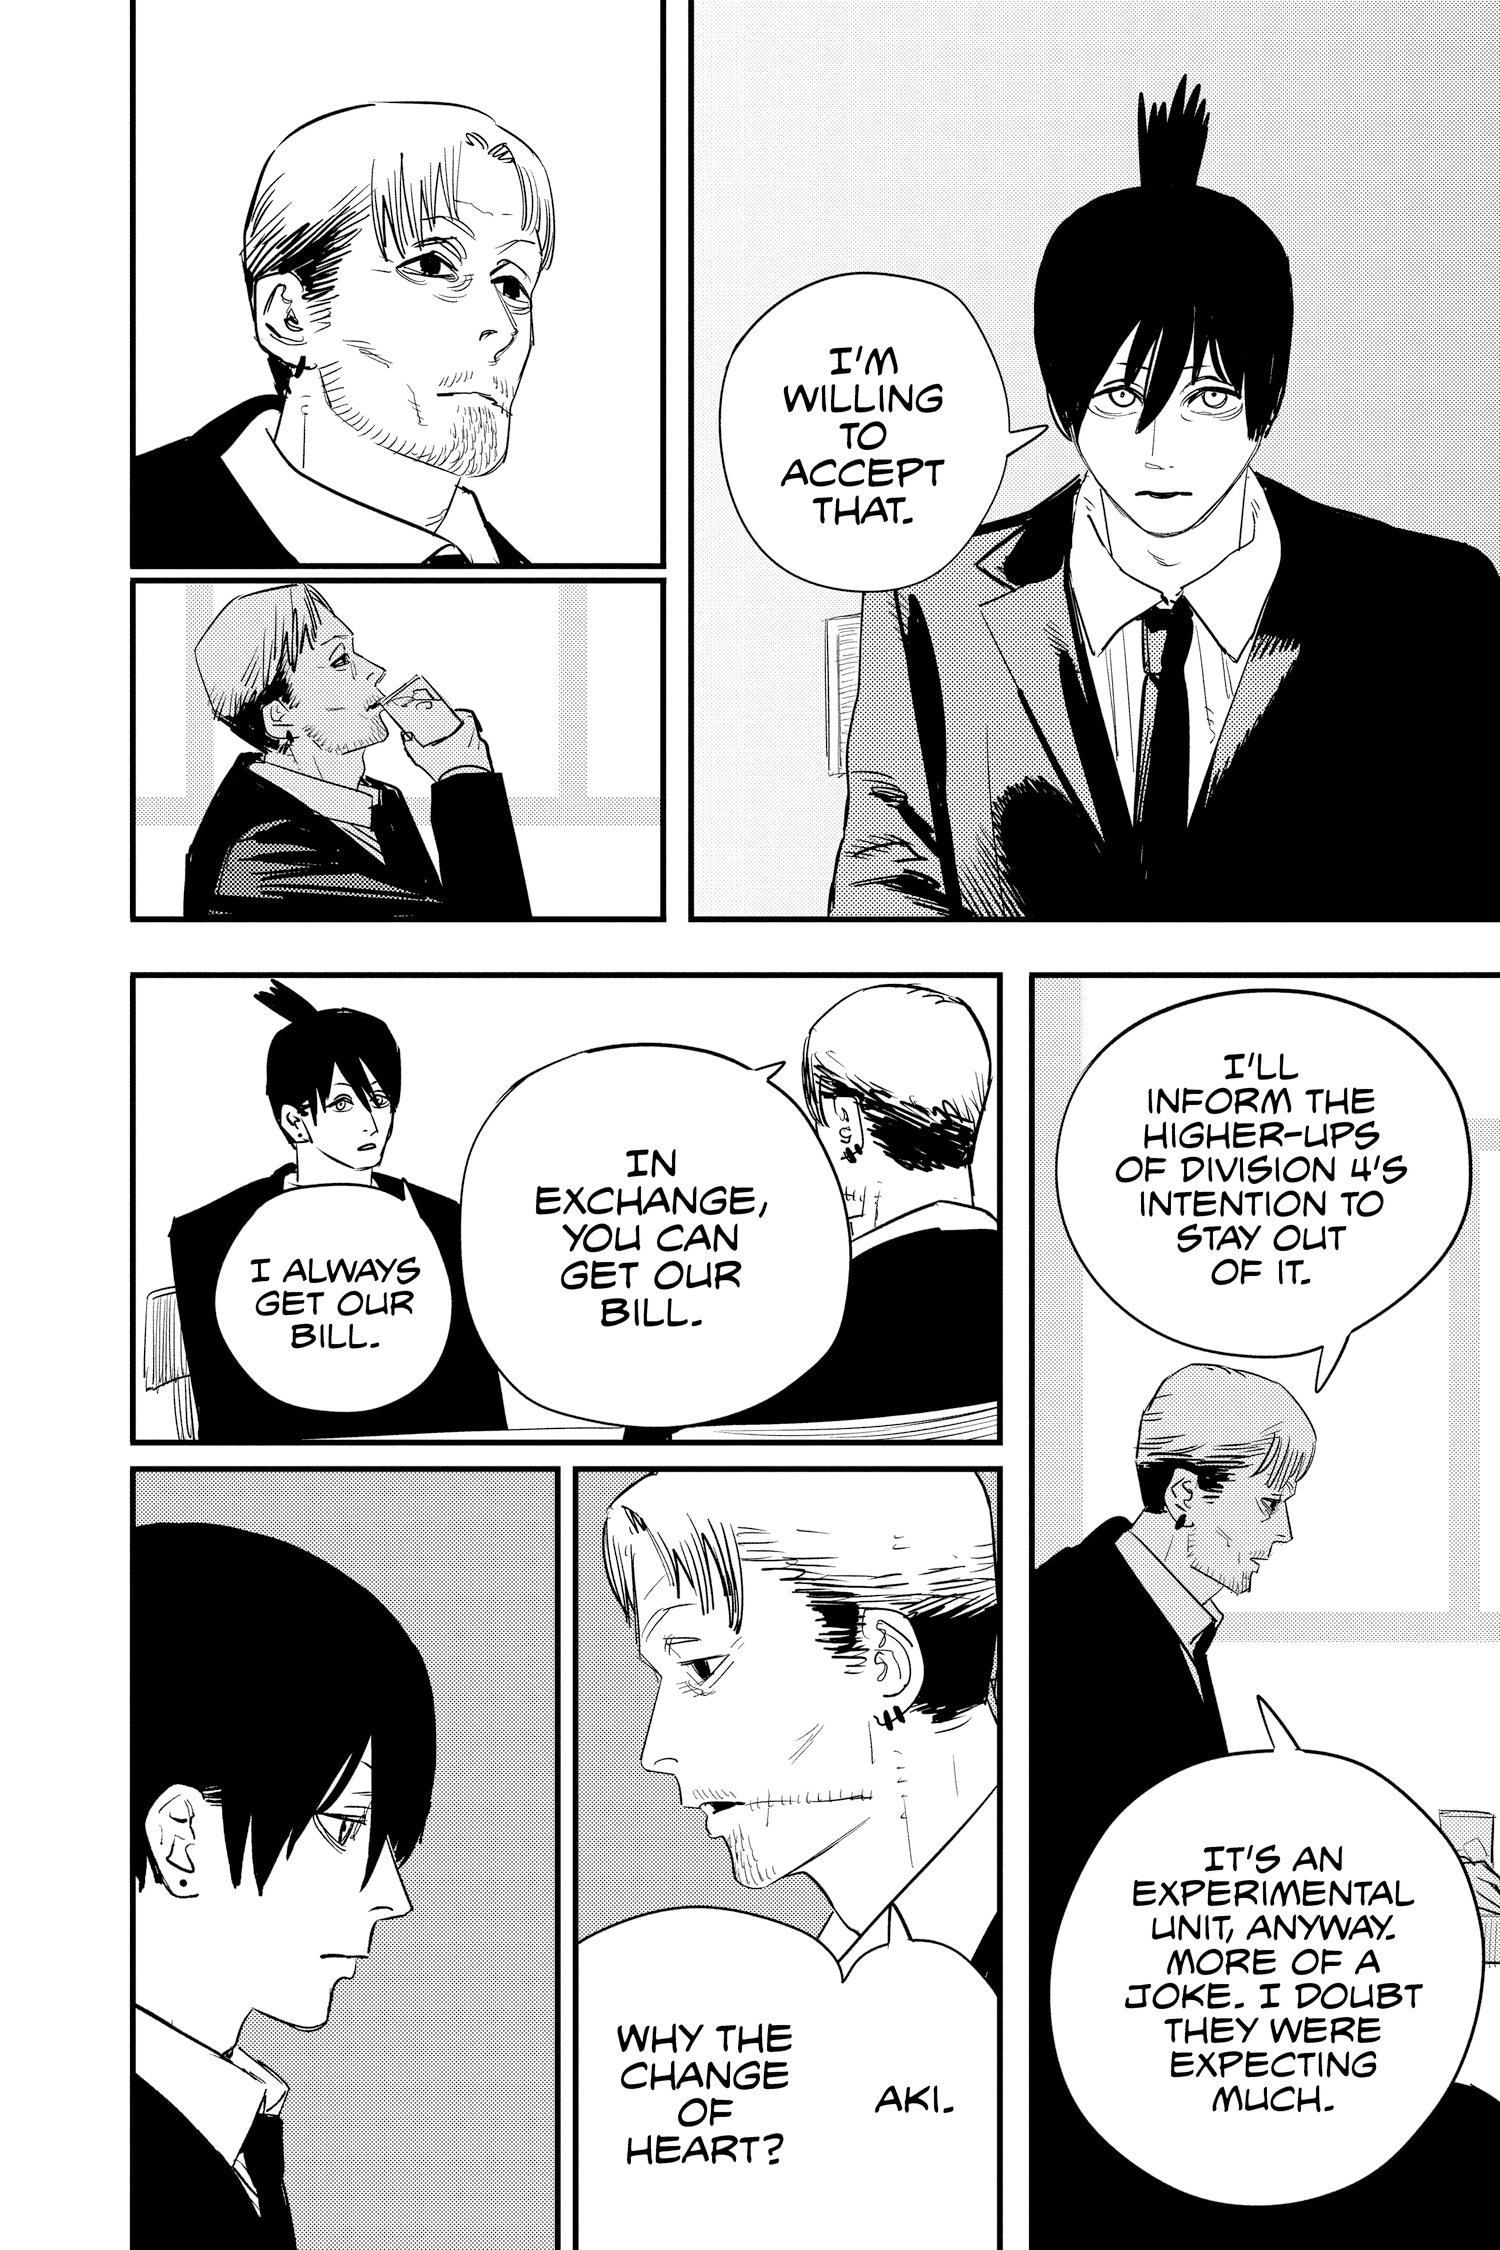 I'M
WILLING
TO
ACCEPT
THAT.
I'LL
INFORM THE
HIGHER-UPS
OF DIVISION 4'S
INTENTION TO
STAY OUT
OF IT.
IT'S AN
EXPERIMENTAL
UNIT, ANYWAY.
MORE OF A
JOKE. I DOUBT
THEY WERE
EXPECTING
MUCH.
IN
EXCHANGE,
YOU CAN
GET OUR
BILL.
I ALWAYS
GET OUR
BILL.
AKI.
WHY THE
CHANGE
OF
HEART?